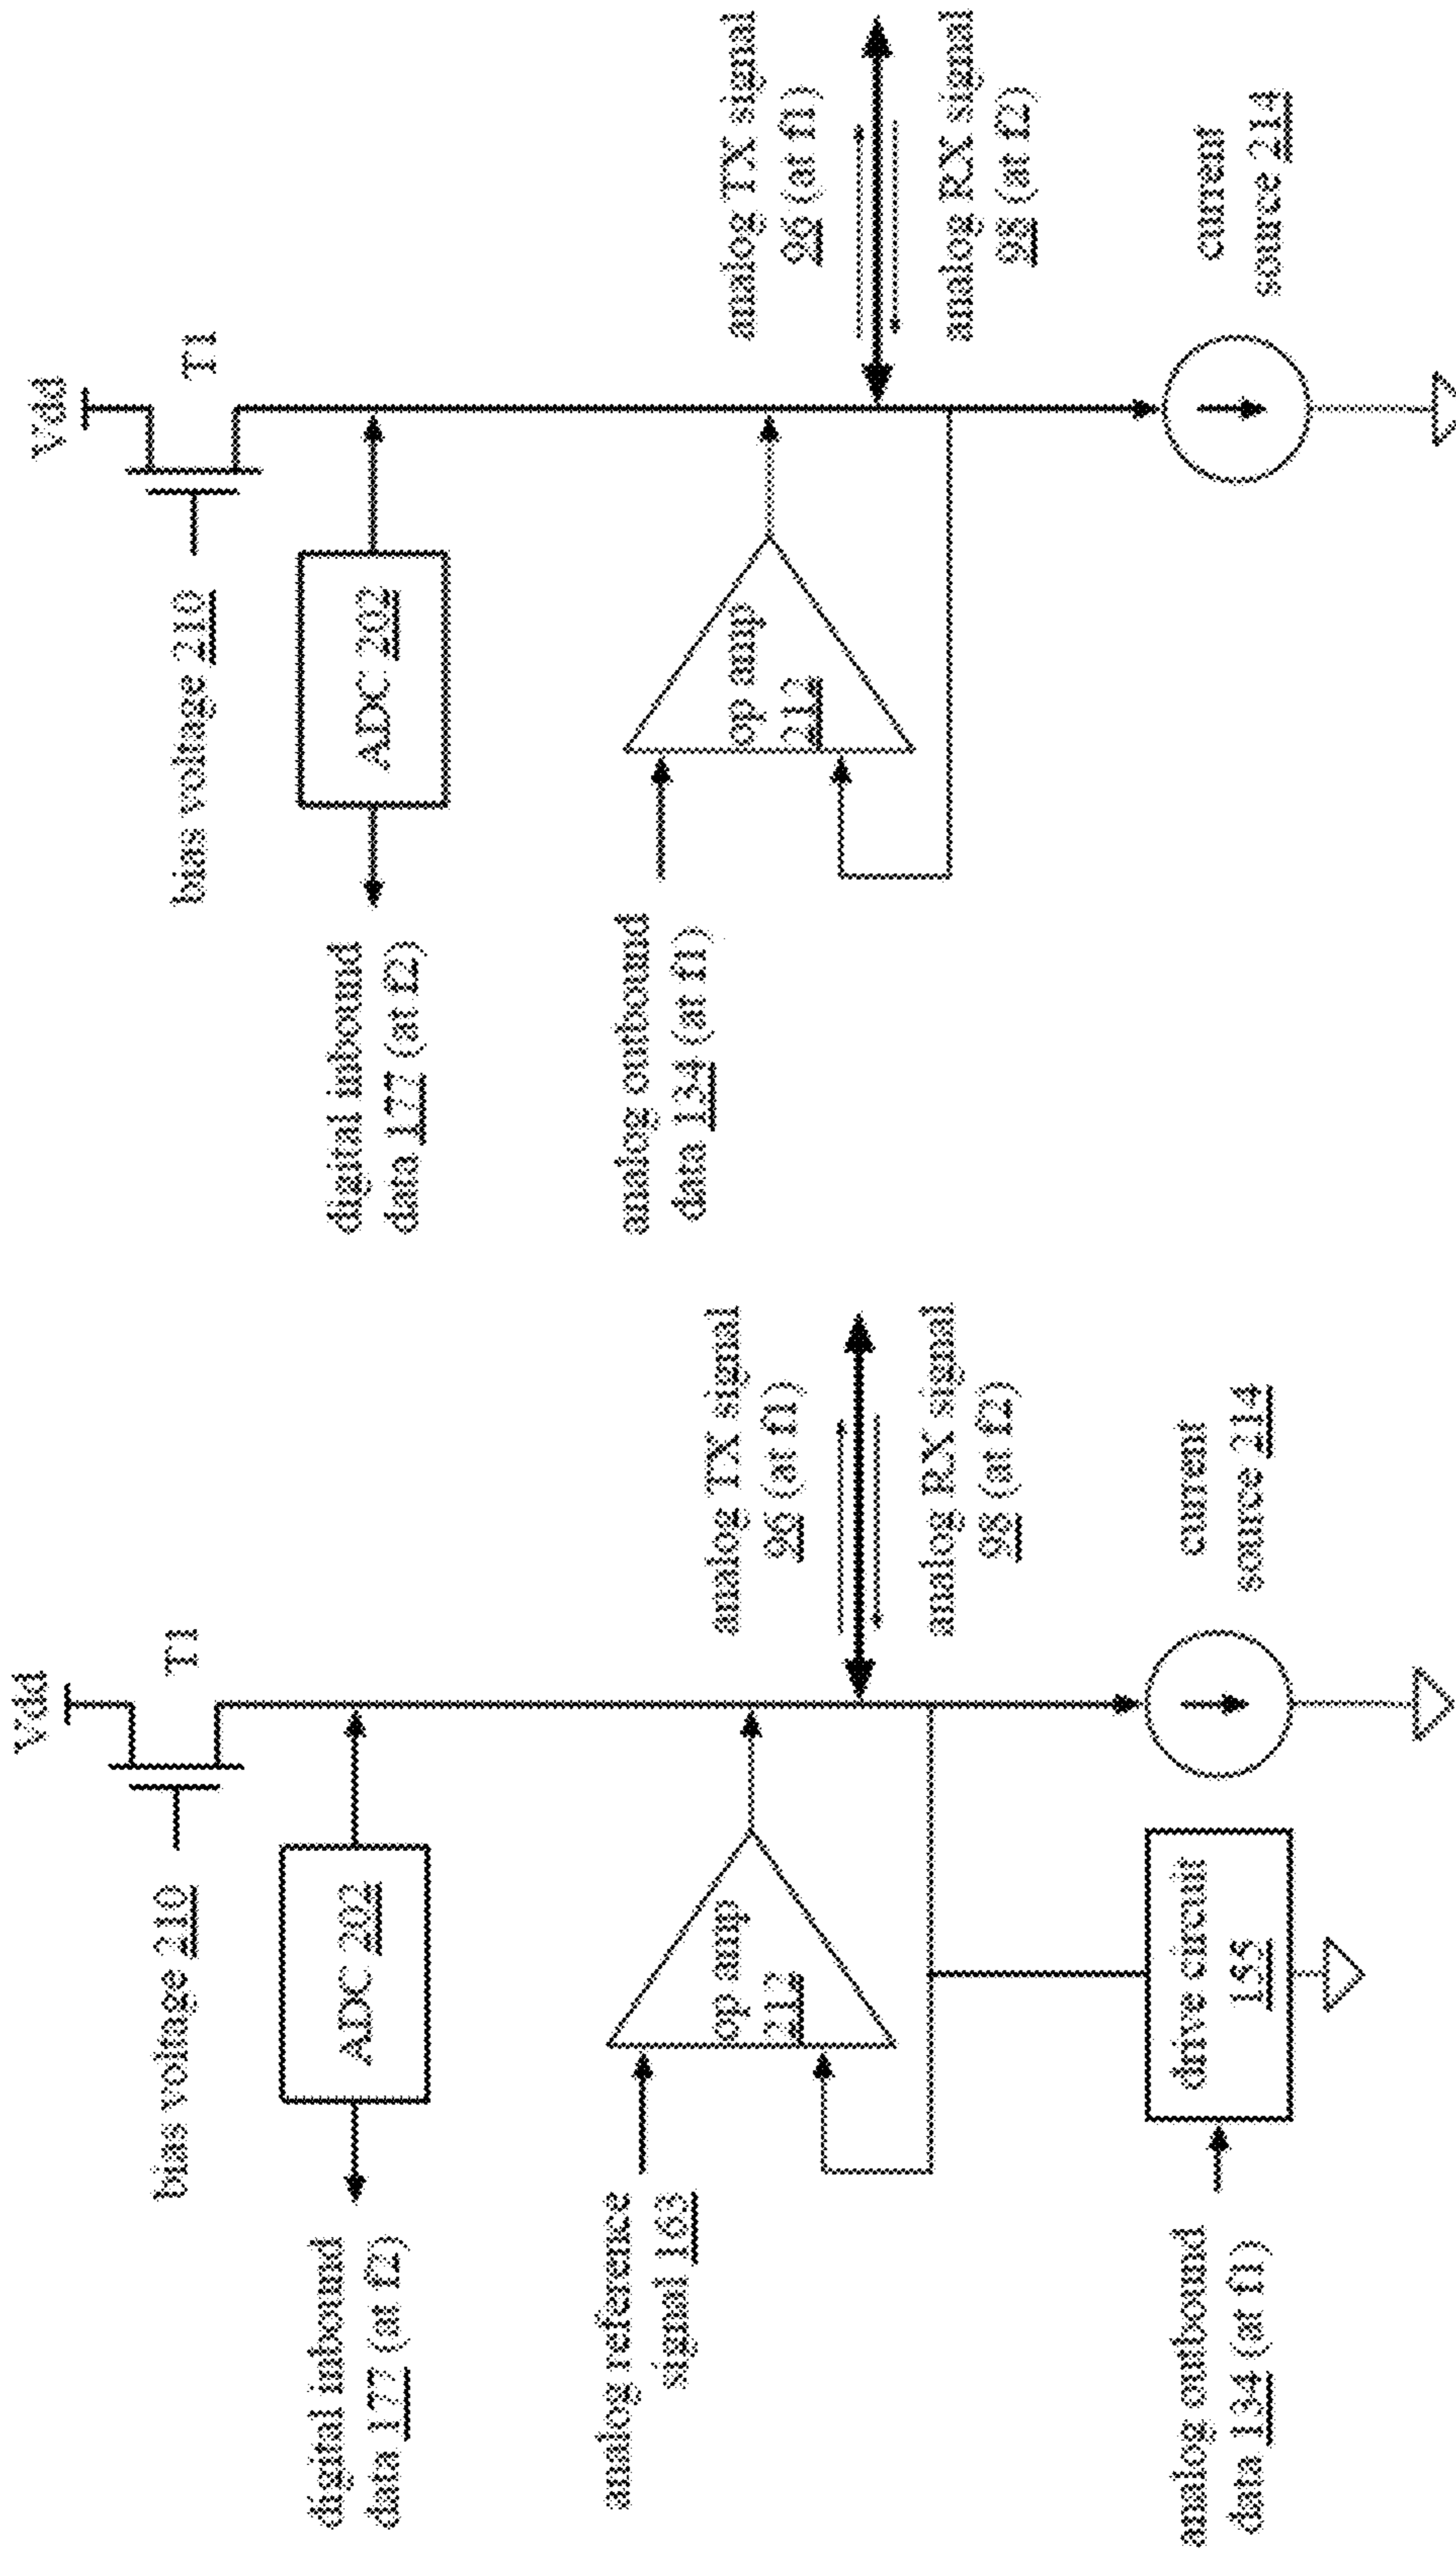 Vdd
T1
bias voltage 210
ADC 202
digital inbound
data 177 (at f2)
analog reference
signal 163
op amp
212
analog TX signal
96 (at f1)
analog RX signal
98 (at f2)
current
source 214
drive circuit
155
analog outbound
data 134 (at f1)
Vdd
T1
bias voltage 210
ADC 202
digital inbound
data 177 (at f2)
analog outbound
data 134 (at f1)
op amp
212
analog TX signal
96 (at f1)
analog RX signal
98 (at f2)
current
source 214